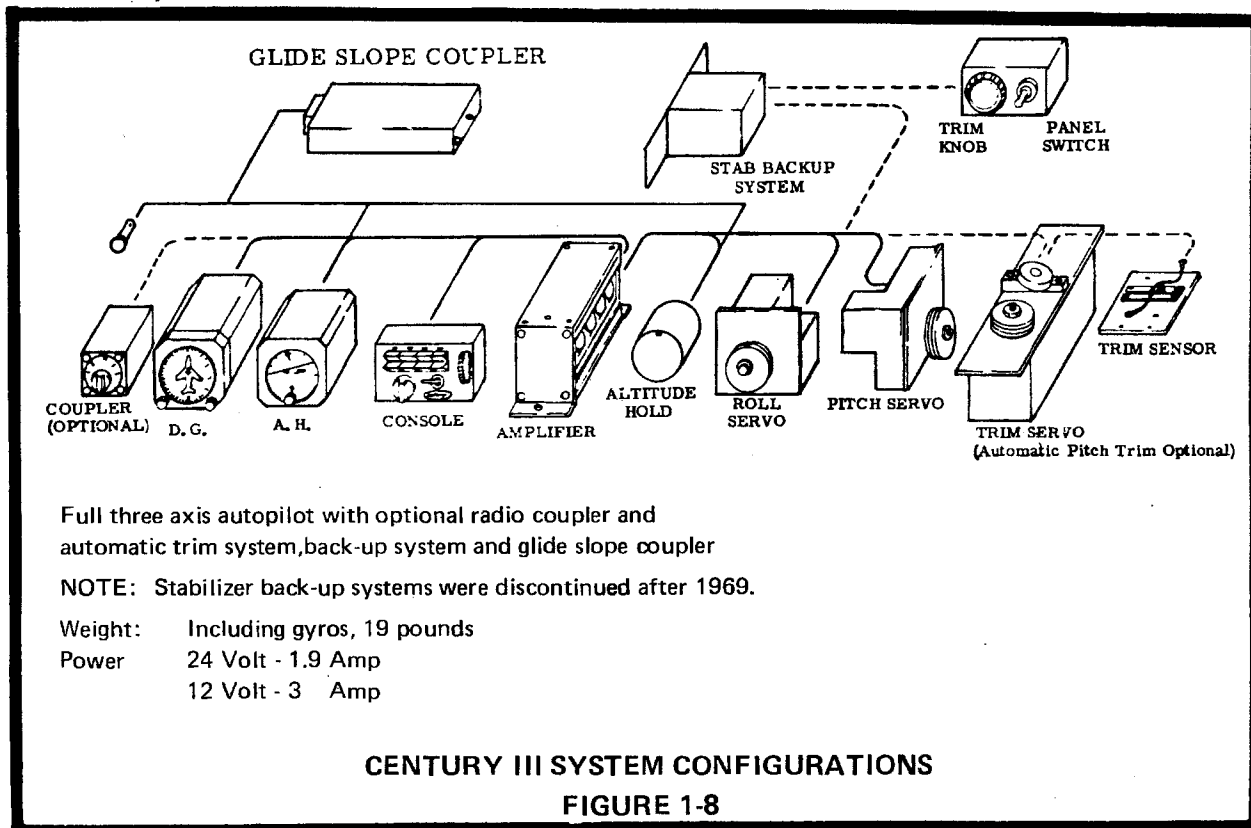 GLIDE SLOPE COUPLER
TRIM KNOB
PANEL SWITCH
STAB BACKUP SYSTEM
COUPLER (OPTIONAL)
D. G.
A. H.
CONSOLE
AMPLIFIER
ALTITUDE HOLD
ROLL SERVO
PITCH SERVO
TRIM SERVO
(Automatic Pitch Trim Optional)
TRIM SENSOR
Full three axis autopilot with optional radio coupler and
automatic trim system,back-up system and glide slope coupler
NOTE: Stabilizer back-up systems were discontinued after 1969.
Weight: Including gyros, 19 pounds
Power 24 Volt - 1.9 Amp
12 Volt - 3 Amp
CENTURY III SYSTEM CONFIGURATIONS
FIGURE 1-8